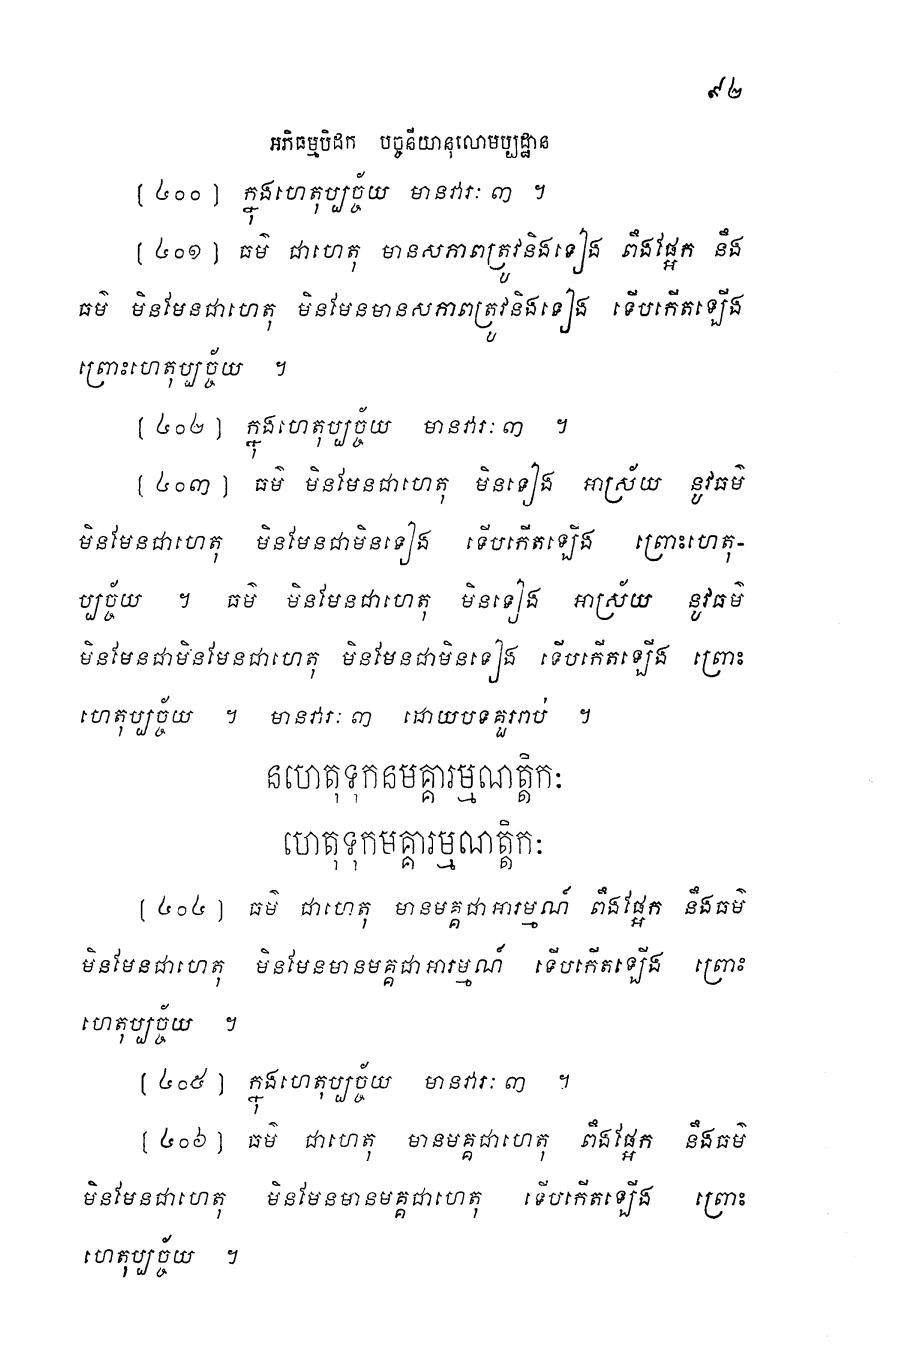 ៩២
អភិធម្មបិដក បច្ចនីយានុលោមប្បដ្ឋាន
[ ៤០០ ] ក្នុងហេតុប្បច្ច័យ មានវារៈ ៣ ។
[ ៤០១ ] ធម៌ ជាហេតុ មានសភាពត្រូវនិងទៀង ពឹងផ្អែក នឹង
ធម៌ មិនមែនជាហេតុ មិនមែនមានសភាពត្រូវនិងទៀង ទើបកើតឡើង
ព្រោះហេតុប្បច្ច័យ ។
[ ៤០២ ] ក្នុងហេតុប្បច្ច័យ មានវារៈ ៣ ។
[ ៤០៣ ] ធម៌ មិនមែនជាហេតុ មិនទៀង អាស្រ័យ នូវធម៌
មិនមែនជាហេតុ មិនមែនជាមិនទៀង ទើបកើតឡើង ព្រោះហេតុ-
ប្បច្ច័យ ។ ធម៌ មិនមែនជាហេតុ មិនទៀង អាស្រ័យ នូវធម៌
មិនមែនជាមិនមែនជាហេតុ មិនមែនជាមិនទៀង ទើបកើតឡើង ព្រោះ
ហេតុប្បច្ច័យ ។ មានវារៈ ៣ ដោយបទគួររាប់ ។
នហេតុទុកនមគ្គារម្មណត្តិកៈ
ហេតុទុកមគ្គារម្មណត្តិកៈ
[ ៤០៤ ] ធម៌ ជាហេតុ មានមគ្គជាអារម្មណ៍ ពឹងផ្អែក នឹងធម៌
មិនមែនជាហេតុ មិនមែនមានមគ្គជាអារម្មណ៍ ទើបកើតឡើង ព្រោះ
ហេតុប្បច្ច័យ ។
[ ៤០៥ ] ក្នុងហេតុប្បច្ច័យ មានវារៈ ៣ ។
[ ៤០៦ ] ធម៌ ជាហេតុ មានមគ្គជាហេតុ ពឹងផ្អែក នឹងធម៌
មិនមែនជាហេតុ មិនមែនមានមគ្គជាហេតុ ទើបកើតឡើង ព្រោះ
ហេតុប្បច្ច័យ ។